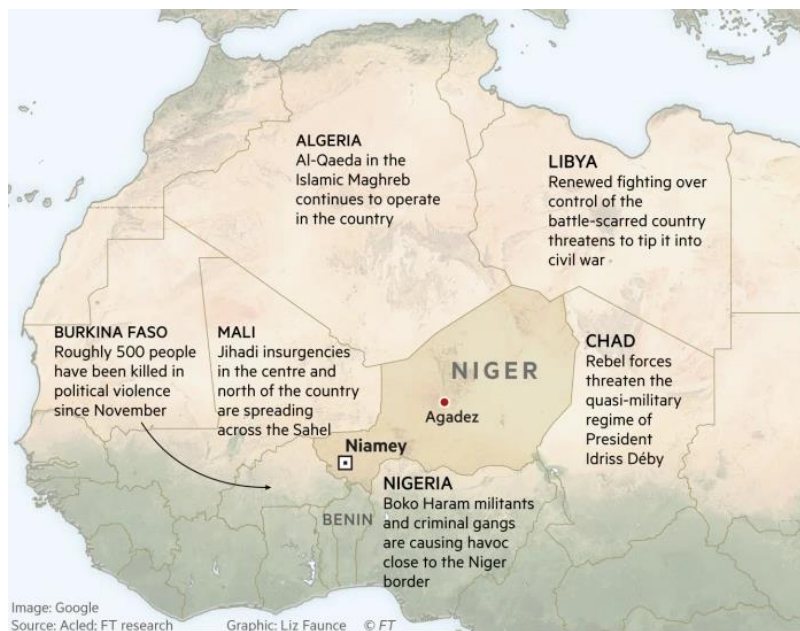 ALGERIA
Al-Qaeda in the
Islamic Maghreb
continues to operate
in the country
LIBYA
Renewed fighting over
control of the
battle-scarred country
threatens to tip it into
civil war
BURKINA FASO
Roughly 500 people
have been killed in
political violence
since November
MALI
Jihadi insurgencies
in the centre and
north of the country
are spreading
across the Sahel
NIGER
Agadez
Niamey
CHAD
Rebel forces
threaten the
quasi-military
regime of
President
Idriss Déby
NIGERIA
Boko Haram militants
and criminal gangs
are causing havoc
close to the Niger
border
BENIN
Image: Google
Source: Acled; FT research Graphic: Liz Faunce © FT